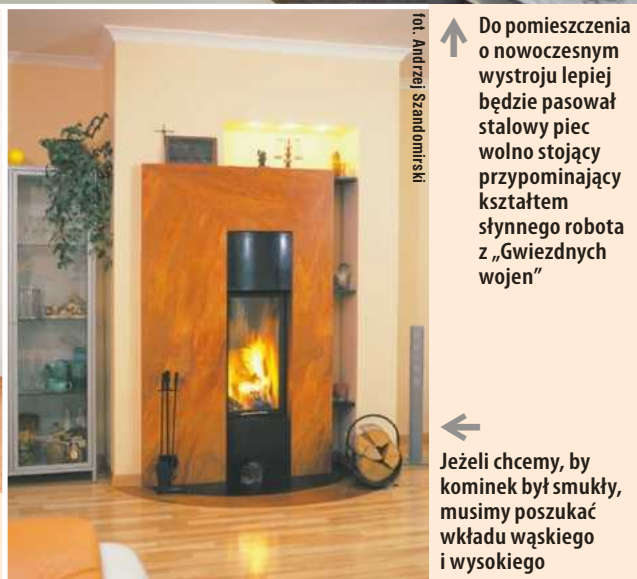 fot. Andrzej Szandomirski
Do pomieszczenia
o nowoczesnym
wystroju lepiej
będzie pasował
stalowy piec
wolno stojący
przypominający
kształtem
słynnego robota
z „Gwiezdnych
wojen”
Jeżeli chcemy, by
kominek był smukły,
musimy poszukać
wkładu wąskiego
i wysokiego